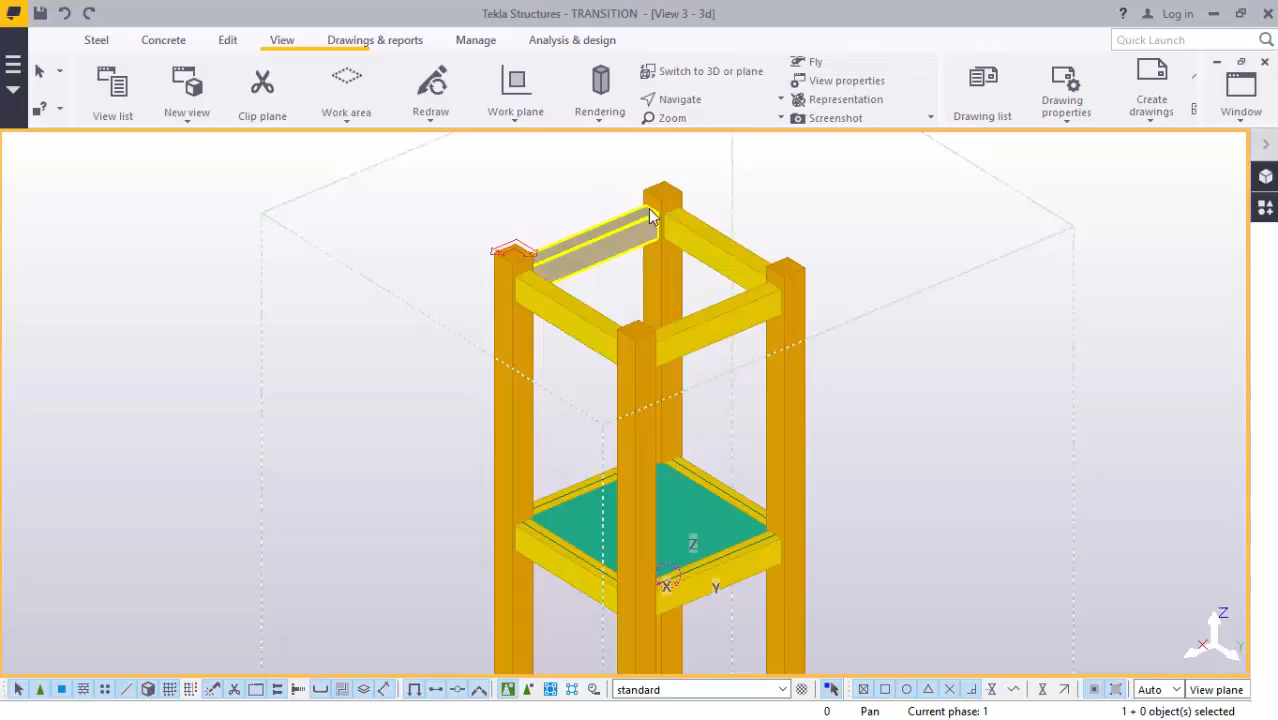 Tekla Structures - TRANSITION - [View 3 - 3d]
? Log in
Steel Concrete Edit View Drawings & reports Manage Analysis & design Quick Launch
View list
New view
Clip plane
Work area
Redraw
Work plane
Rendering
Switch to 3D or plane
Navigate
Zoom
Fly
View properties
Representation
Screenshot
Drawing list
Drawing properties
Create drawings
Window
Z
X Y
Z
X Y
standard Auto View plane
0 Pan Current phase: 1 1 + 0 object(s) selected